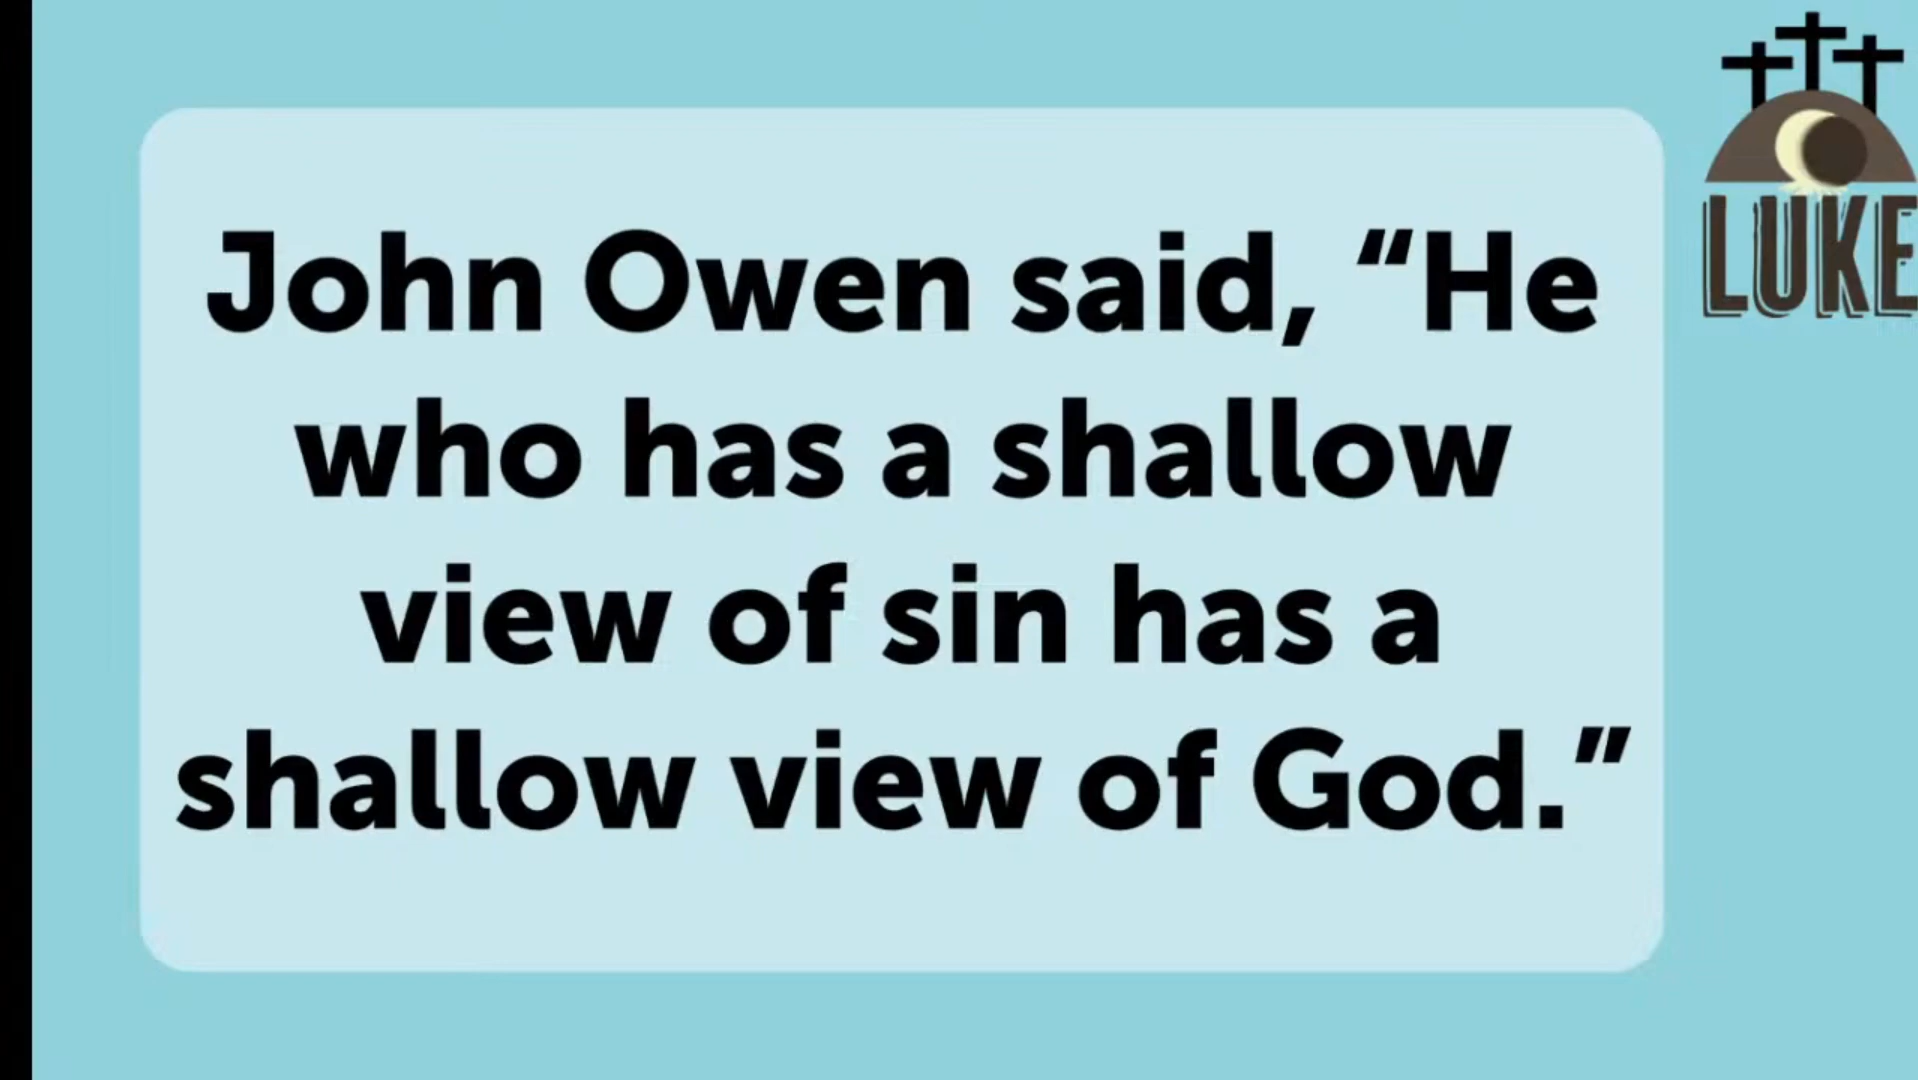 John Owen said, “He
who has a shallow
view of sin has a
shallow view of God.”
LUKE